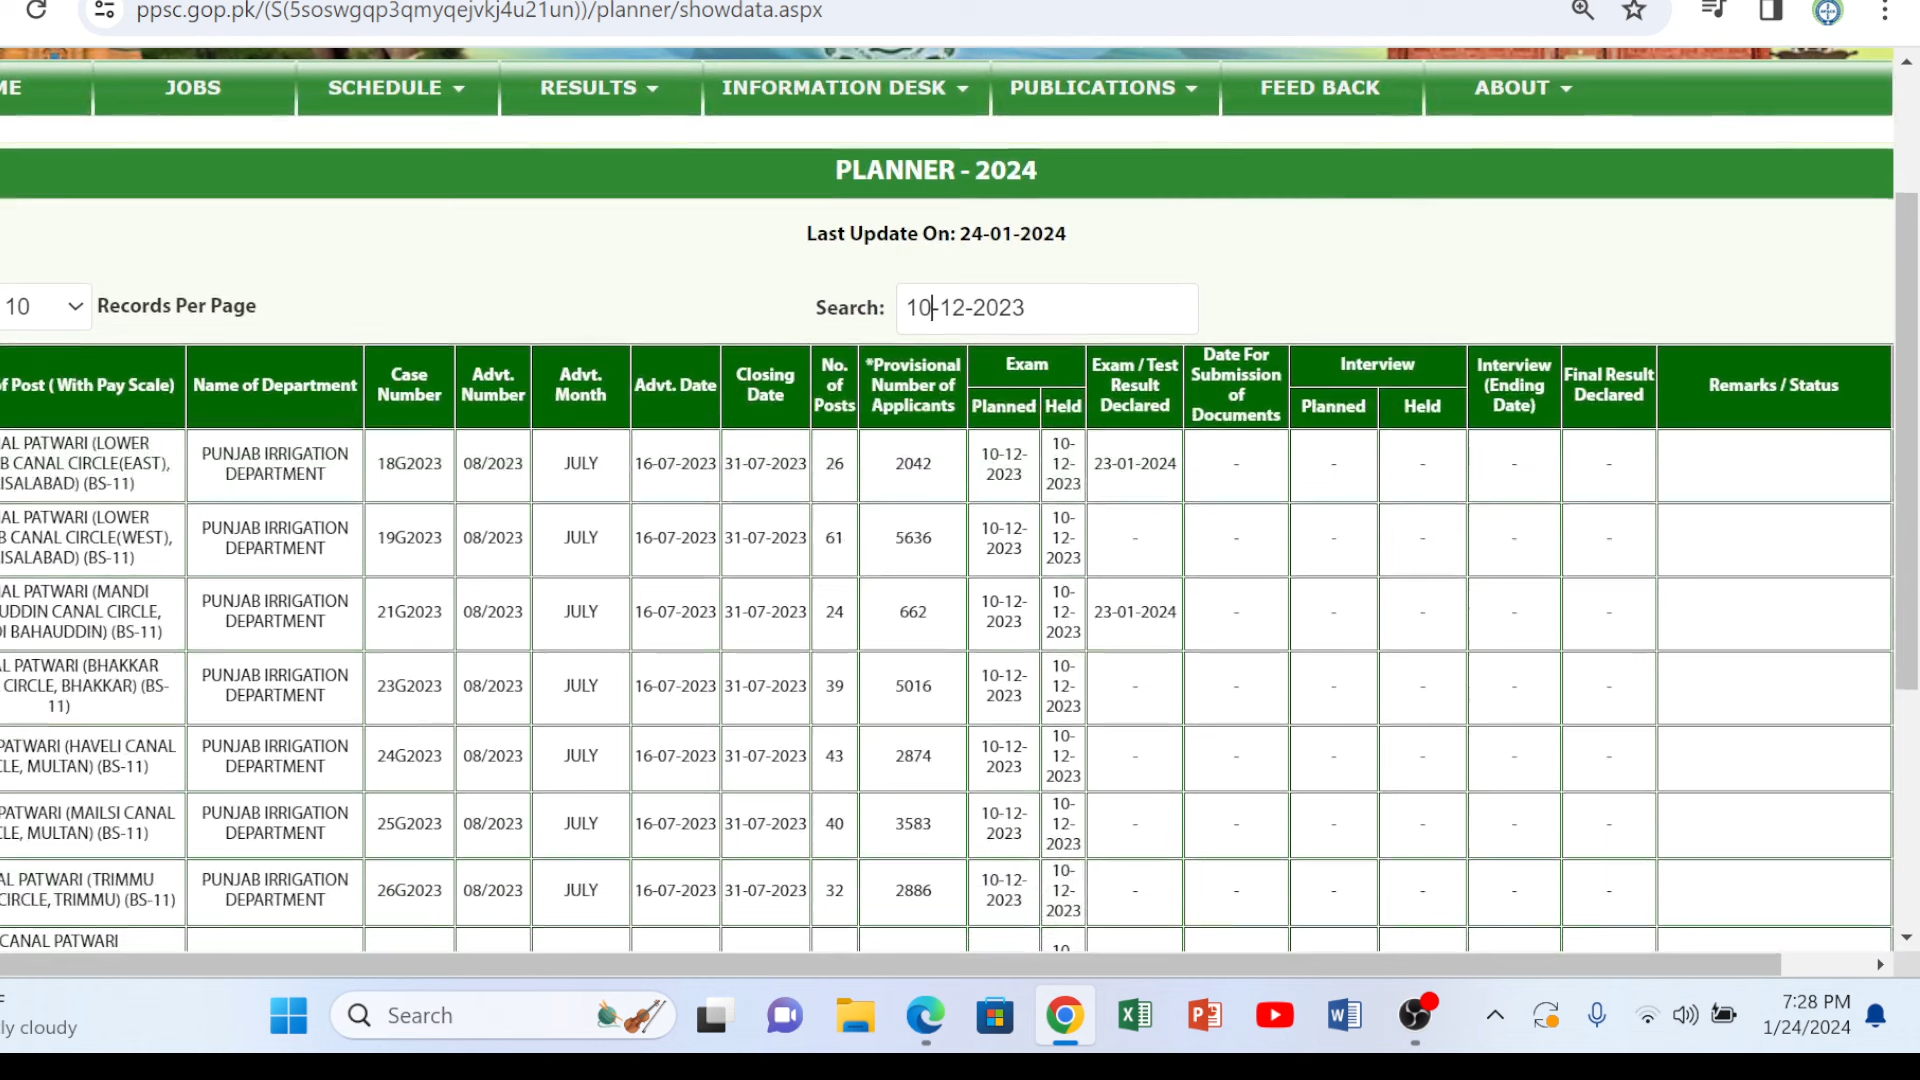 ppsc.gop.pk/(S(5soswgqp3qmyqejvkj4u21un))/planner/showdata.aspx
ME JOBS SCHEDULE RESULTS INFORMATION DESK PUBLICATIONS FEED BACK ABOUT
PLANNER - 2024
Last Update On: 24-01-2024
10 Records Per Page Search: 10-12-2023
of Post ( With Pay Scale) Name of Department Case Number Advt. Number Advt. Month Advt. Date Closing Date No. of Posts *Provisional Number of Applicants Exam Planned Held Exam / Test Result Declared Date For Submission of Documents Interview Planned Held Interview (Ending Date) Final Result Declared Remarks / Status
AL PATWARI (LOWER B CANAL CIRCLE(EAST), ISALABAD) (BS-11) PUNJAB IRRIGATION DEPARTMENT 18G2023 08/2023 JULY 16-07-2023 31-07-2023 26 2042 10-12-2023 10-12-2023 23-01-2024 - - - - -
AL PATWARI (LOWER B CANAL CIRCLE(WEST), ISALABAD) (BS-11) PUNJAB IRRIGATION DEPARTMENT 19G2023 08/2023 JULY 16-07-2023 31-07-2023 61 5636 10-12-2023 10-12-2023 - - - - - -
AL PATWARI (MANDI UDDIN CANAL CIRCLE, DI BAHAUDDIN) (BS-11) PUNJAB IRRIGATION DEPARTMENT 21G2023 08/2023 JULY 16-07-2023 31-07-2023 24 662 10-12-2023 10-12-2023 23-01-2024 - - - - -
AL PATWARI (BHAKKAR CIRCLE, BHAKKAR) (BS-11) PUNJAB IRRIGATION DEPARTMENT 23G2023 08/2023 JULY 16-07-2023 31-07-2023 39 5016 10-12-2023 10-12-2023 - - - - - -
PATWARI (HAVELI CANAL CLE, MULTAN) (BS-11) PUNJAB IRRIGATION DEPARTMENT 24G2023 08/2023 JULY 16-07-2023 31-07-2023 43 2874 10-12-2023 10-12-2023 - - - - - -
PATWARI (MAILSI CANAL CLE, MULTAN) (BS-11) PUNJAB IRRIGATION DEPARTMENT 25G2023 08/2023 JULY 16-07-2023 31-07-2023 40 3583 10-12-2023 10-12-2023 - - - - - -
AL PATWARI (TRIMMU CIRCLE, TRIMMU) (BS-11) PUNJAB IRRIGATION DEPARTMENT 26G2023 08/2023 JULY 16-07-2023 31-07-2023 32 2886 10-12-2023 10-12-2023 - - - - - -
CANAL PATWARI 10
Search
ly cloudy
7:28 PM
1/24/2024